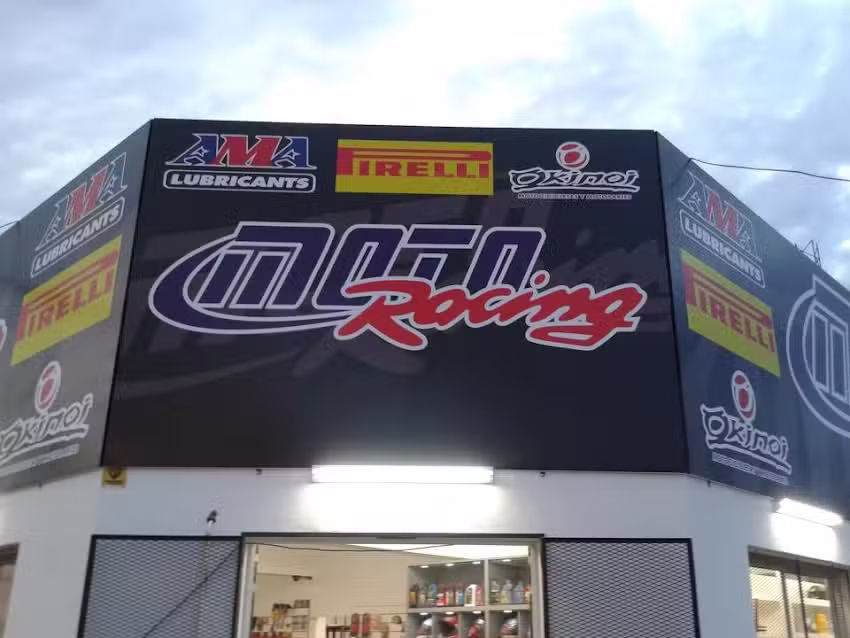 AMA
LUBRICANTS
PIRELLI
Okinoi
MOTO
Racing
AMA
LUBRICANTS
PIRELLI
Okinoi
AMA
LUBRICANTS
PIRELLI
Okinoi
M